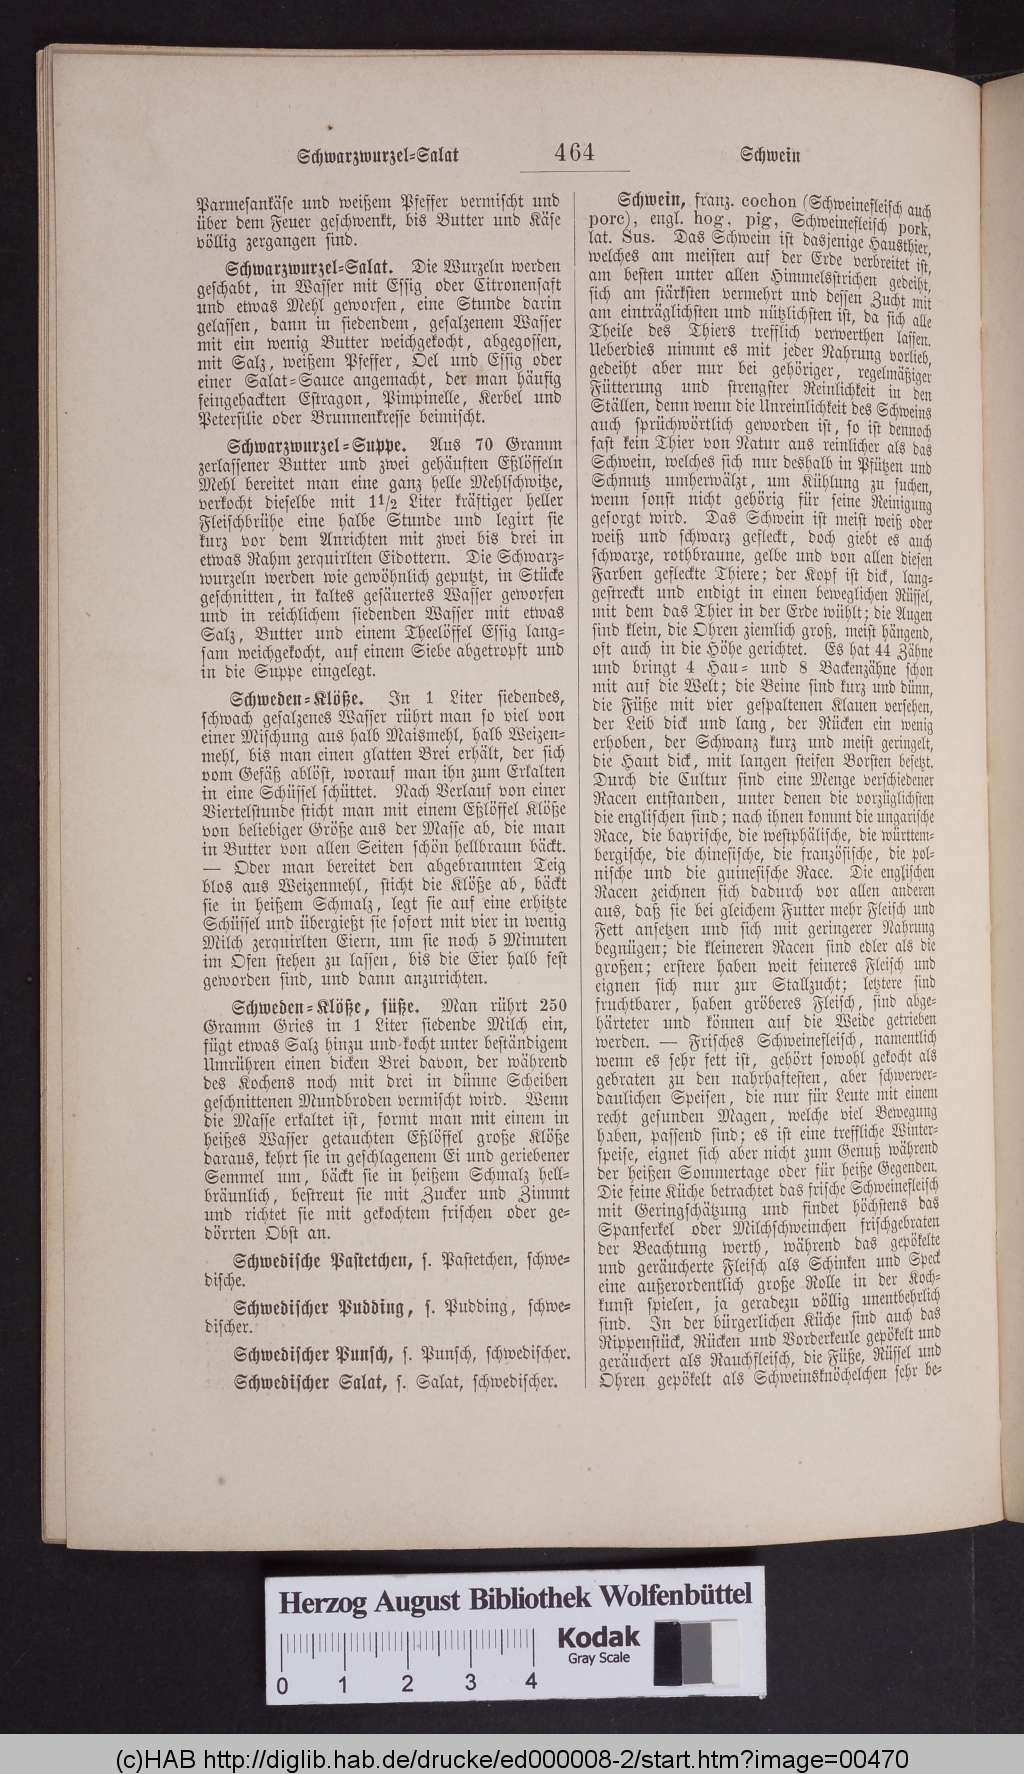 Schwarzwurzel=Salat 464 Schwein
Parmesankäse und weißem Pfeffer vermischt und
über dem Feuer geschwenkt, bis Butter und Käse
völlig zergangen sind.
Schwarzwurzel=Salat. Die Wurzeln werden
geschabt, in Wasser mit Essig oder Citronensaft
und etwas Mehl geworfen, eine Stunde darin
gelassen, dann in siedendem, gesalzenem Wasser
mit ein wenig Butter weichgekocht, abgegossen,
mit Salz, weißem Pfeffer, Oel und Essig oder
einer Salat=Sauce angemacht, der man häufig
feingehackten Estragon, Pimpinelle, Kerbel und
Petersilie oder Brunnenkresse beimischt.
Schwarzwurzel=Suppe. Aus 70 Gramm
zerlassener Butter und zwei gehäuften Eßlöffeln
Mehl bereitet man eine ganz helle Mehlschwitze,
verkocht dieselbe mit 1 1/2 Liter kräftiger heller
Fleischbrühe eine halbe Stunde und legirt sie
kurz vor dem Anrichten mit zwei bis drei in
etwas Rahm zerquirlten Eidottern. Die Schwarz=
wurzeln werden wie gewöhnlich geputzt, in Stücke
geschnitten, in kaltes gesäuertes Wasser geworfen
und in reichlichem siedenden Wasser mit etwas
Salz, Butter und einem Theelöffel Essig lang=
sam weichgekocht, auf einem Siebe abgetropft und
in die Suppe eingelegt.
Schweden=Klöße. In 1 Liter siedendes,
schwach gesalzenes Wasser rührt man so viel von
einer Mischung aus halb Maismehl, halb Weizen=
mehl, bis man einen glatten Brei erhält, der sich
vom Gefäß ablöst, worauf man ihn zum Erkalten
in eine Schüssel schüttet. Nach Verlauf von einer
Viertelstunde sticht man mit einem Eßlöffel Klöße
von beliebiger Größe aus der Masse ab, die man
in Butter von allen Seiten schön hellbraun bäckt.
— Oder man bereitet den abgebrannten Teig
blos aus Weizenmehl, sticht die Klöße ab, bäckt
sie in heißem Schmalz, legt sie auf eine erhitzte
Schüssel und übergießt sie sofort mit vier in wenig
Milch zerquirlten Eiern, um sie noch 5 Minuten
im Ofen stehen zu lassen, bis die Eier halb fest
geworden sind, und dann anzurichten.
Schweden=Klöße, süße. Man rührt 250
Gramm Gries in 1 Liter siedende Milch ein,
fügt etwas Salz hinzu und kocht unter beständigem
Umrühren einen dicken Brei davon, der während
des Kochens noch mit drei in dünne Scheiben
geschnittenen Mundbroden vermischt wird. Wenn
die Masse erkaltet ist, formt man mit einem in
heißes Wasser getauchten Eßlöffel große Klöße
daraus, kehrt sie in geschlagenem Ei und geriebener
Semmel um, bäckt sie in heißem Schmalz hell=
bräunlich, bestreut sie mit Zucker und Zimmt
und richtet sie mit gekochtem frischen oder ge=
dörrten Obst an.
Schwedische Pastetchen, s. Pastetchen, schwe=
dische.
Schwedischer Pudding, s. Pudding, schwe=
discher.
Schwedischer Punsch, s. Punsch, schwedischer.
Schwedischer Salat, s. Salat, schwedischer.
Schwein, franz. cochon (Schweinefleisch auch
porc), engl. hog, pig, Schweinefleisch pork,
lat. Sus. Das Schwein ist dasjenige Hausthier,
welches am meisten auf der Erde verbreitet ist,
am besten unter allen Himmelsstrichen gedeiht,
sich am stärksten vermehrt und dessen Zucht mit
am einträglichsten und nützlichsten ist, da sich alle
Theile des Thiers trefflich verwerthen lassen.
Ueberdies nimmt es mit jeder Nahrung vorlieb,
gedeiht aber nur bei gehöriger, regelmäßiger
Fütterung und strengster Reinlichkeit in den
Ställen, denn wenn die Unreinlichkeit des Schweins
auch sprüchwörtlich geworden ist, so ist dennoch
fast kein Thier von Natur aus reinlicher als das
Schwein, welches sich nur deshalb in Pfützen und
Schmutz umherwälzt, um Kühlung zu suchen,
wenn sonst nicht gehörig für seine Reinigung
gesorgt wird. Das Schwein ist meist weiß oder
weiß und schwarz gefleckt, doch giebt es auch
schwarze, rothbraune, gelbe und von allen diesen
Farben gefleckte Thiere; der Kopf ist dick, lang=
gestreckt und endigt in einen beweglichen Rüssel,
mit dem das Thier in der Erde wühlt; die Augen
sind klein, die Ohren ziemlich groß, meist hängend,
oft auch in die Höhe gerichtet. Es hat 44 Zähne
und bringt 4 Hau= und 8 Backenzähne schon
mit auf die Welt; die Beine sind kurz und dünn,
die Füße mit vier gespaltenen Klauen versehen,
der Leib dick und lang, der Rücken ein wenig
erhoben, der Schwanz kurz und meist geringelt,
die Haut dick, mit langen steifen Borsten besetzt.
Durch die Cultur sind eine Menge verschiedener
Racen entstanden, unter denen die vorzüglichsten
die englischen sind; nach ihnen kommt die ungarische
Race, die bayrische, die westphälische, die württem=
bergische, die chinesische, die französische, die pol=
nische und die guinesische Race. Die englischen
Racen zeichnen sich dadurch vor allen anderen
aus, daß sie bei gleichem Futter mehr Fleisch und
Fett ansetzen und sich mit geringerer Nahrung
begnügen; die kleineren Racen sind edler als die
großen; erstere haben weit feineres Fleisch und
eignen sich nur zur Stallzucht; letztere sind
fruchtbarer, haben gröberes Fleisch, sind abge=
härteter und können auf die Weide getrieben
werden. — Frisches Schweinefleisch, namentlich
wenn es sehr fett ist, gehört sowohl gekocht als
gebraten zu den nahrhaftesten, aber schwerver=
daulichen Speisen, die nur für Leute mit einem
recht gesunden Magen, welche viel Bewegung
haben, passend sind; es ist eine treffliche Winter=
speise, eignet sich aber nicht zum Genuß während
der heißen Sommertage oder für heiße Gegenden.
Die feine Küche betrachtet das frische Schweinefleisch
mit Geringschätzung und findet höchstens das
Spanferkel oder Milchschweinchen frischgebraten
der Beachtung werth, während das gepökelte
und geräucherte Fleisch als Schinken und Speck
eine außerordentlich große Rolle in der Koch=
kunst spielen, ja geradezu völlig unentbehrlich
sind. In der bürgerlichen Küche sind auch das
Rippenstück, Rücken und Vorderkeule gepökelt und
geräuchert als Rauchfleisch, die Füße, Rüssel und
Ohren gepökelt als Schweinsknöchelchen sehr be=
Herzog August Bibliothek Wolfenbüttel
Kodak
Gray Scale
0 1 2 3 4
(c)HAB http://diglib.hab.de/drucke/ed000008-2/start.htm?image=00470